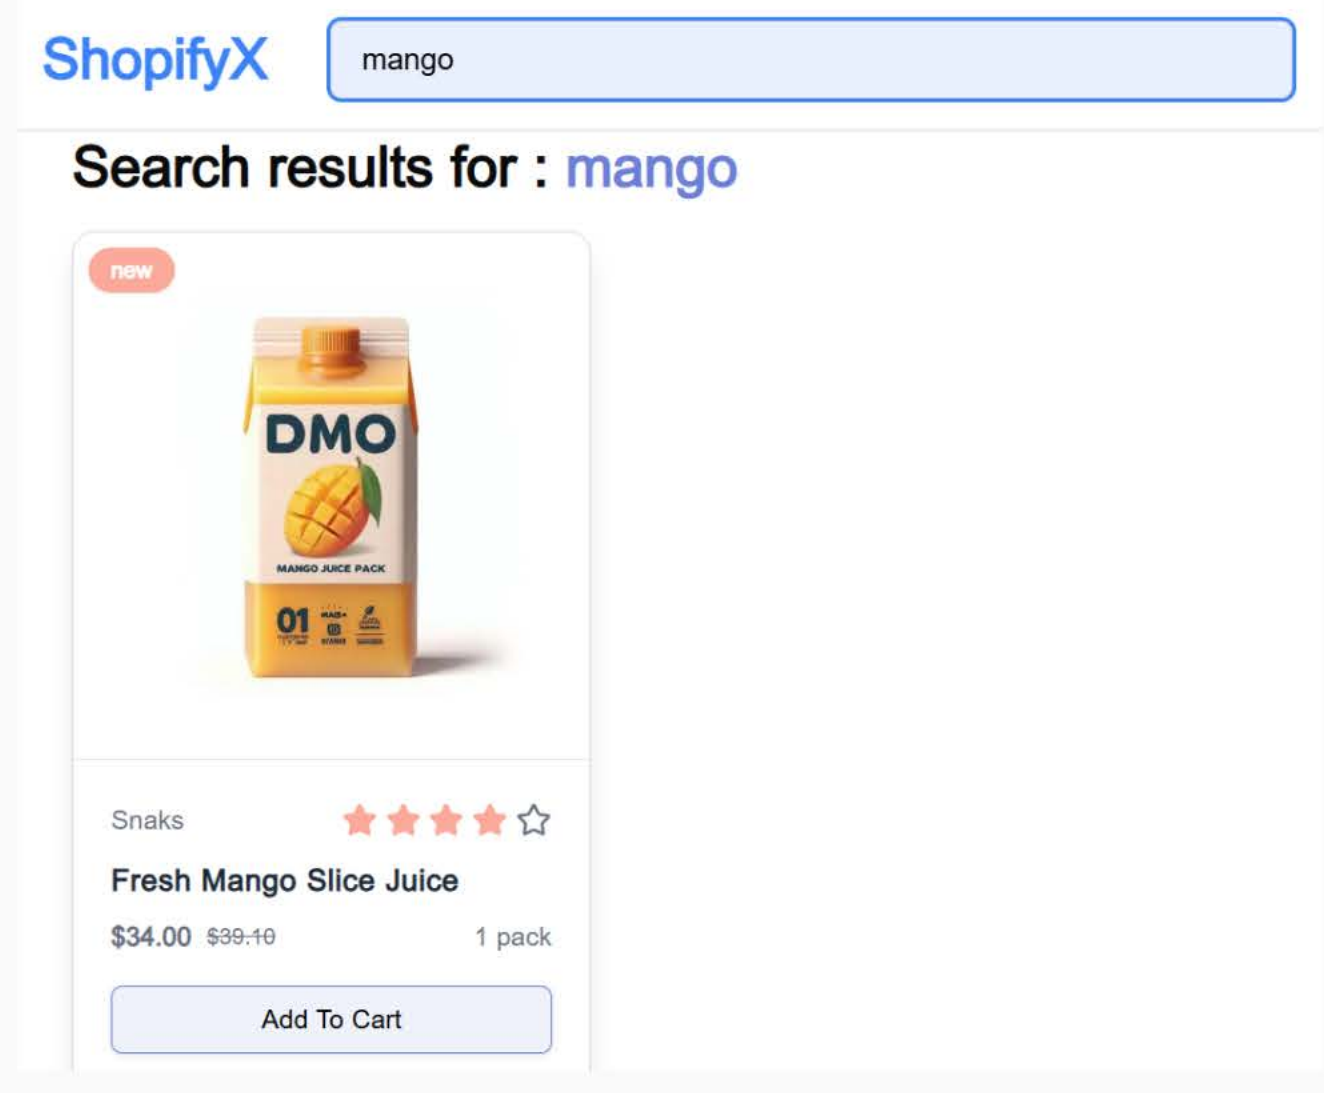 ShopifyX
mango
Search results for : mango
new
DMO
MANGO JUICE PACK
01
Snaks
Fresh Mango Slice Juice
$34.00 $39.10 1 pack
Add To Cart